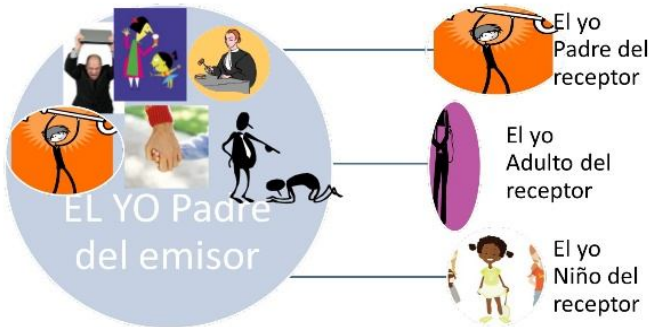 EL YO Padre
del emisor
El yo
Padre del
receptor
El yo
Adulto del
receptor
El yo
Niño del
receptor